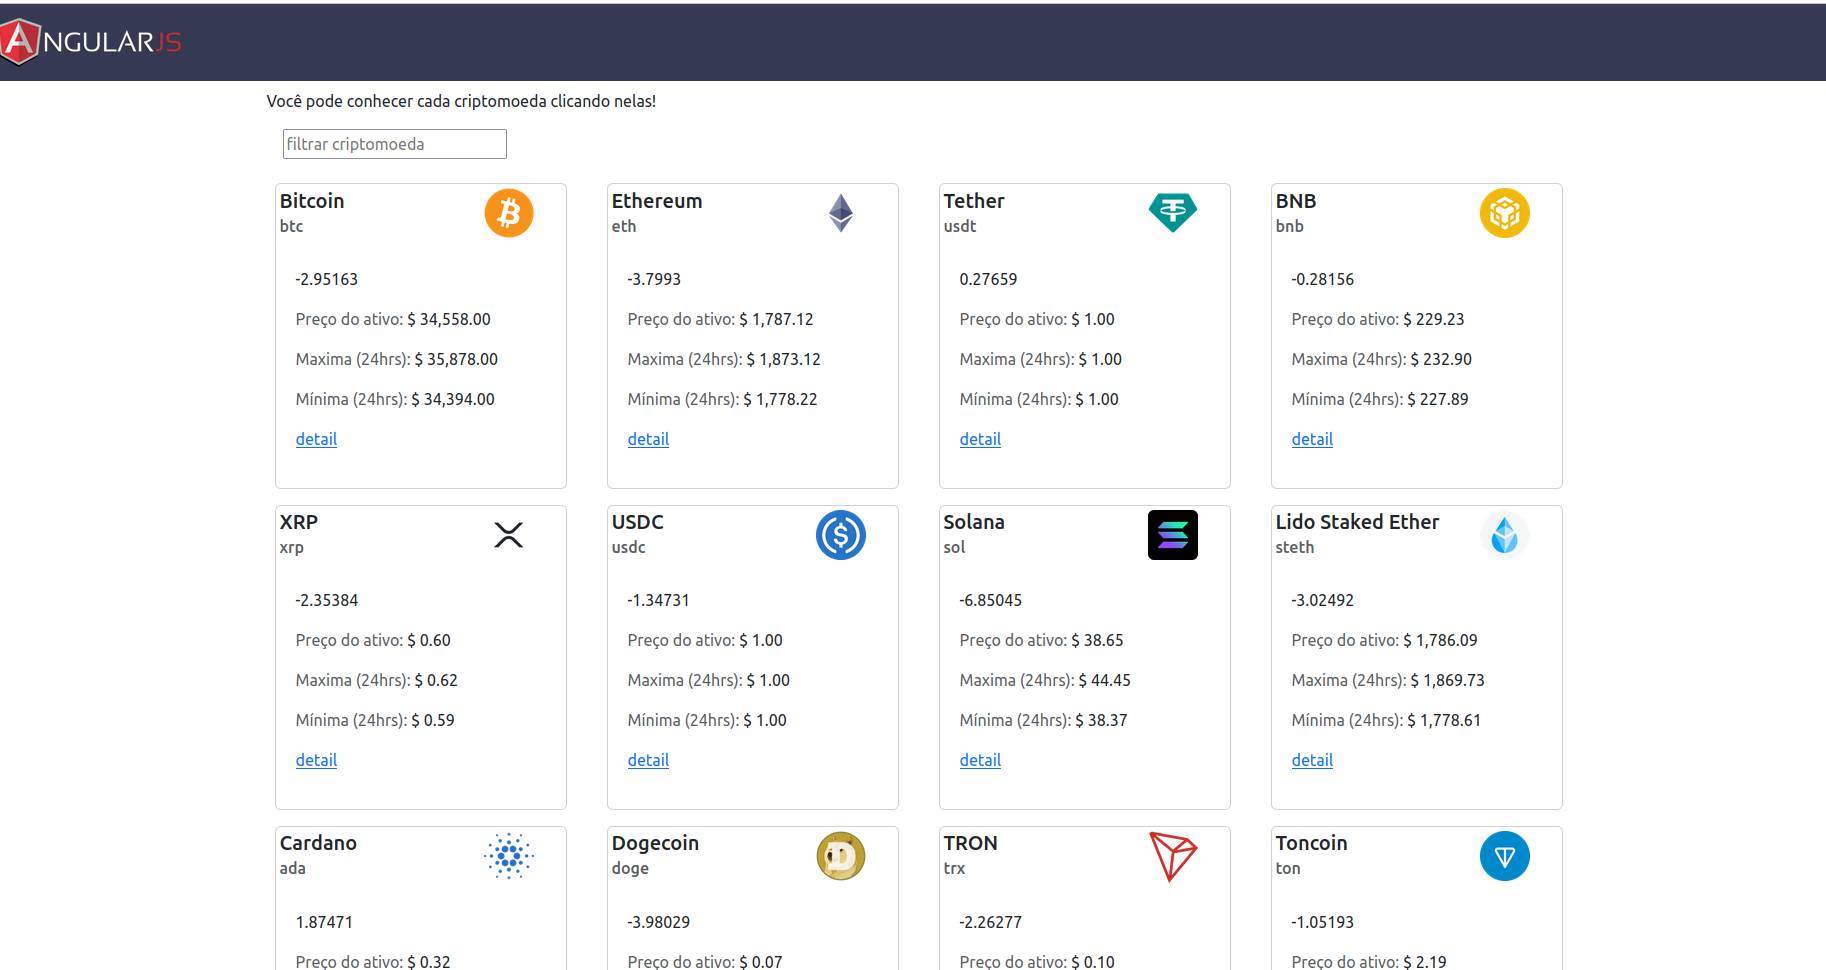 ANGULARJS
Você pode conhecer cada criptomoeda clicando nelas!
filtrar criptomoeda
Bitcoin
btc
-2.95163
Preço do ativo: $ 34,558.00
Maxima (24hrs): $ 35,878.00
Mínima (24hrs): $ 34,394.00
detail
Ethereum
eth
-3.7993
Preço do ativo: $ 1,787.12
Maxima (24hrs): $ 1,873.12
Mínima (24hrs): $ 1,778.22
detail
Tether
usdt
0.27659
Preço do ativo: $ 1.00
Maxima (24hrs): $ 1.00
Mínima (24hrs): $ 1.00
detail
BNB
bnb
-0.28156
Preço do ativo: $ 229.23
Maxima (24hrs): $ 232.90
Mínima (24hrs): $ 227.89
detail
XRP
xrp
-2.35384
Preço do ativo: $ 0.60
Maxima (24hrs): $ 0.62
Mínima (24hrs): $ 0.59
detail
USDC
usdc
-1.34731
Preço do ativo: $ 1.00
Maxima (24hrs): $ 1.00
Mínima (24hrs): $ 1.00
detail
Solana
sol
-6.85045
Preço do ativo: $ 38.65
Maxima (24hrs): $ 44.45
Mínima (24hrs): $ 38.37
detail
Lido Staked Ether
steth
-3.02492
Preço do ativo: $ 1,786.09
Maxima (24hrs): $ 1,869.73
Mínima (24hrs): $ 1,778.61
detail
Cardano
ada
1.87471
Preço do ativo: $ 0.32
Dogecoin
doge
-3.98029
Preço do ativo: $ 0.07
TRON
trx
-2.26277
Preço do ativo: $ 0.10
Toncoin
ton
-1.05193
Preço do ativo: $ 2.19